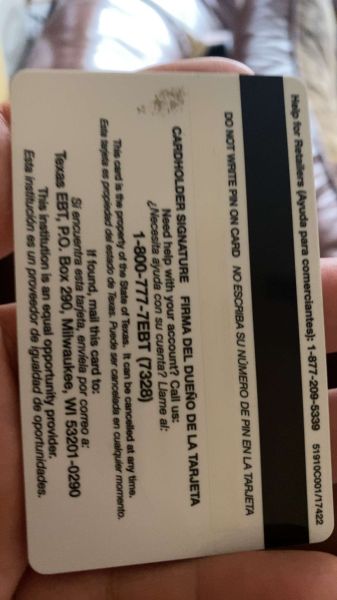 Help for Retailers (Ayuda para comerciantes): 1-877-209-5339 51910C001/17422
DO NOT WRITE PIN ON CARD NO ESCRIBA SU NÚMERO DE PIN EN LA TARJETA
CARDHOLDER SIGNATURE FIRMA DEL DUEÑO DE LA TARJETA
Need help with your account? Call us:
¿Necesita ayuda con su cuenta? Llame al:
1-800-777-7EBT (7328)
This card is the property of the State of Texas. It can be cancelled at any time.
Esta tarjeta es propiedad del estado de Texas. Puede ser cancelada en cualquier momento.
If found, mail this card to:
Si encuentra esta tarjeta, envíela por correo a:
Texas EBT, P.O. Box 290, Milwaukee, WI 53201-0290
This institution is an equal opportunity provider.
Esta institución es un proveedor de igualdad de oportunidades.